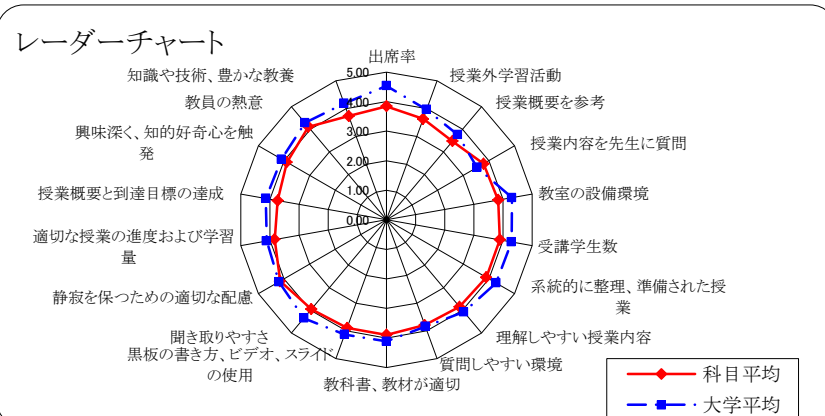 レーダーチャート
出席率
授業外学習活動
授業概要を参考
授業内容を先生に質問
教室の設備環境
受講学生数
系統的に整理、準備された授
業
理解しやすい授業内容
質問しやすい環境
教科書、教材が適切
黒板の書き方、ビデオ、スライド
の使用
聞き取りやすさ
静寂を保つための適切な配慮
適切な授業の進度および学習
量
授業概要と到達目標の達成
興味深く、知的好奇心を触
発
教員の熱意
知識や技術、豊かな教養
5.00
4.00
3.00
2.00
1.00
0.00
科目平均
大学平均